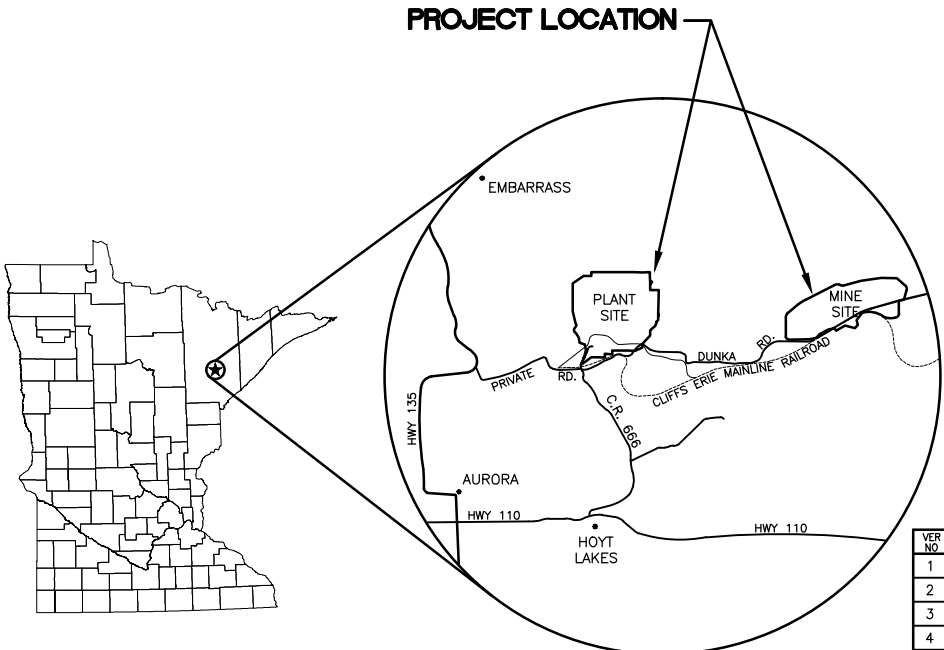 PROJECT LOCATION
EMBARRASS
PLANT
SITE
MINE
SITE
DUNKA
RD.
PRIVATE
RD.
CLIFFS ERIE MAINLINE RAILROAD
HWY 135
C.R. 666
AURORA
HWY 110
HOYT
LAKES
HWY 110
VER
NO
1
2
3
4